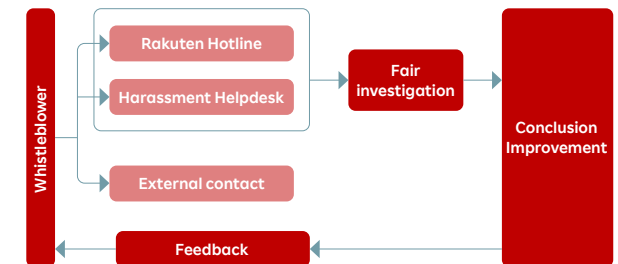 Whistleblower
Rakuten Hotline
Harassment Helpdesk
External contact
Fair
investigation
Conclusion
Improvement
Feedback